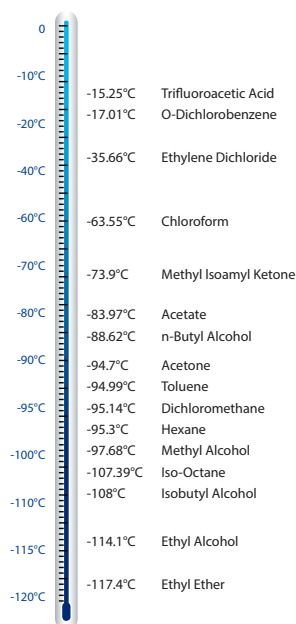 0
-10°C
-15.25°C Trifluoroacetic Acid
-17.01°C O-Dichlorobenzene
-20°C
-35.66°C Ethylene Dichloride
-40°C
-60°C
-63.55°C Chloroform
-70°C
-73.9°C Methyl Isoamyl Ketone
-80°C
-83.97°C Acetate
-88.62°C n-Butyl Alcohol
-90°C
-94.7°C Acetone
-94.99°C Toluene
-95°C
-95.14°C Dichloromethane
-95.3°C Hexane
-97.68°C Methyl Alcohol
-100°C
-107.39°C Iso-Octane
-108°C Isobutyl Alcohol
-110°C
-114.1°C Ethyl Alcohol
-115°C
-117.4°C Ethyl Ether
-120°C